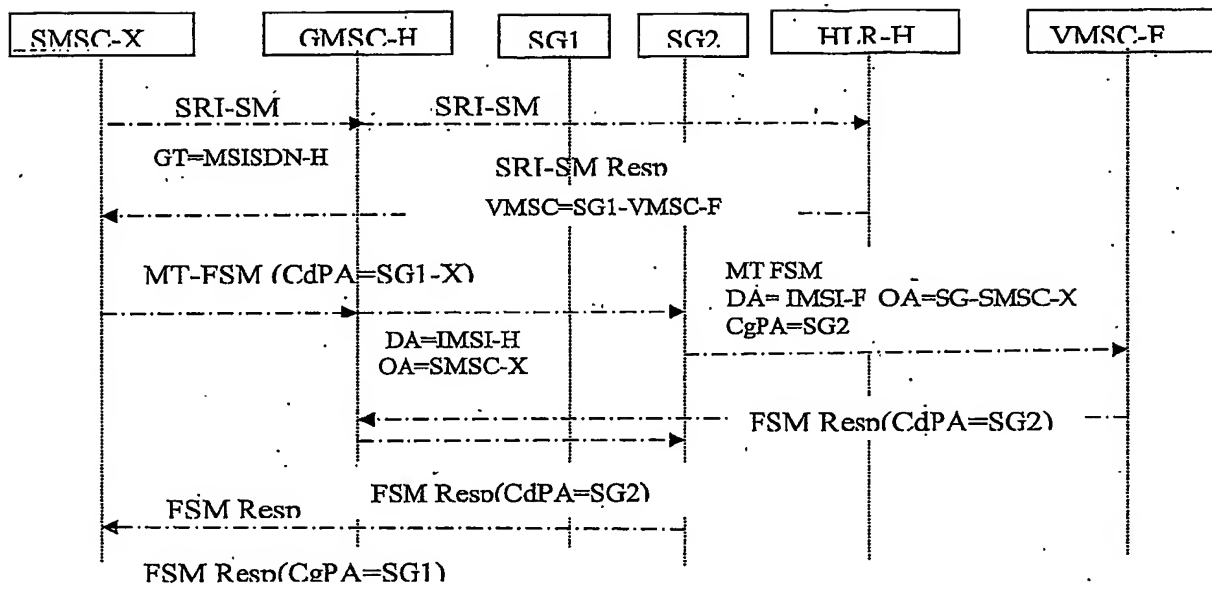 SMSC-X
GMSC-H
SG1
SG2
HLR-H
VMSC-F
SRI-SM
SRI-SM
GT=MSISDN-H
SRI-SM Resp
VMSC=SG1-VMSC-F
MT-FSM (CdPA=SG1-X)
MT FSM
DA= IMSI-F OA=SG-SMSC-X
CgPA=SG2
DA=IMSI-H
OA=SMSC-X
FSM Resp(CdPA=SG2)
FSM Resp(CdPA=SG2)
FSM Resp
FSM Resp(CgPA=SG1)